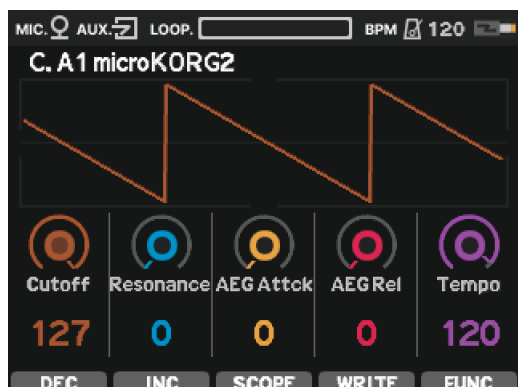 MIC. AUX. LOOP. BPM 120
C. A1 microKORG2
Cutoff Resonance AEG Attck AEG Rel Tempo
127 0 0 0 120
DEC INC SCOPE WRITE FUNC